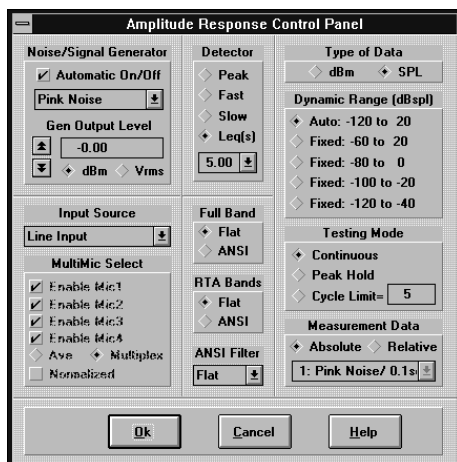 Amplitude Response Control Panel
Noise/Signal Generator
Automatic On/Off
Pink Noise
Gen Output Level
-0.00
dBm Vrms
Input Source
Line Input
MultiMic Select
Enable Mic1
Enable Mic2
Enable Mic3
Enable Mic4
Ave Multiplex
Normalized
Detector
Peak
Fast
Slow
Leq(s)
5.00
Full Band
Flat
ANSI
RTA Bands
Flat
ANSI
ANSI Filter
Flat
Type of Data
dBm SPL
Dynamic Range (dBspl)
Auto: -120 to 20
Fixed: -60 to 20
Fixed: -80 to 0
Fixed: -100 to -20
Fixed: -120 to -40
Testing Mode
Continuous
Peak Hold
Cycle Limit= 5
Measurement Data
Absolute Relative
1: Pink Noise/ 0.1s
Ok Cancel Help